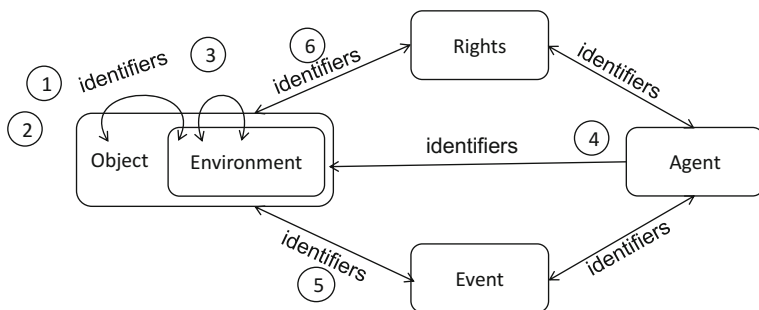 6
Rights
3
identifiers
identifiers
identifiers
1
2
identifiers
4
Object
Environment
Agent
identifiers
identifiers
5
Event